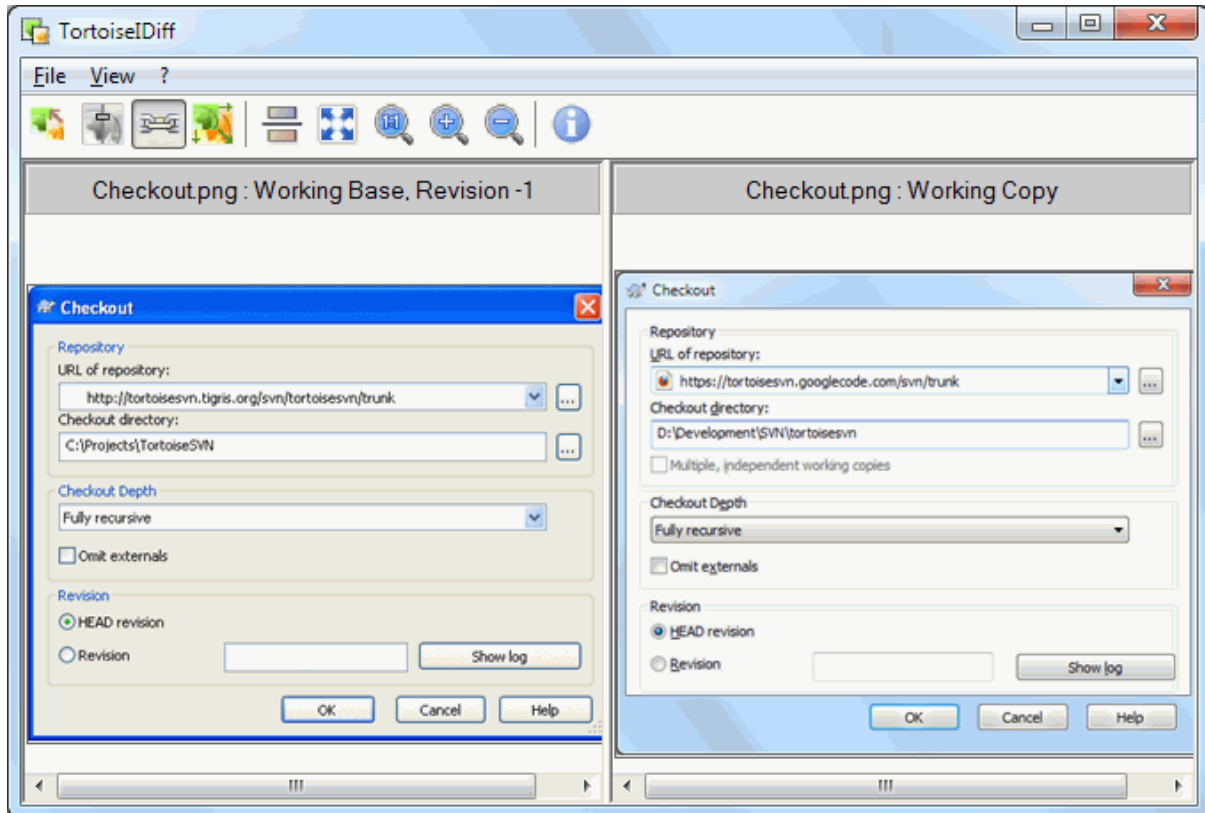 TortoiseIDiff
File View ?
1:1
Checkout.png : Working Base, Revision -1
Checkout
Repository
URL of repository:
http://tortoisesvn.tigris.org/svn/tortoisesvn/trunk
...
Checkout directory:
C:\Projects\TortoiseSVN
...
Checkout Depth
Fully recursive
Omit externals
Revision
HEAD revision
Revision
Show log
OK Cancel Help
Checkout.png : Working Copy
Checkout
Repository
URL of repository:
https://tortoisesvn.googlecode.com/svn/trunk
...
Checkout directory:
D:\Development\SVN\tortoisesvn
...
Multiple, independent working copies
Checkout Depth
Fully recursive
Omit externals
Revision
HEAD revision
Revision
Show log
OK Cancel Help